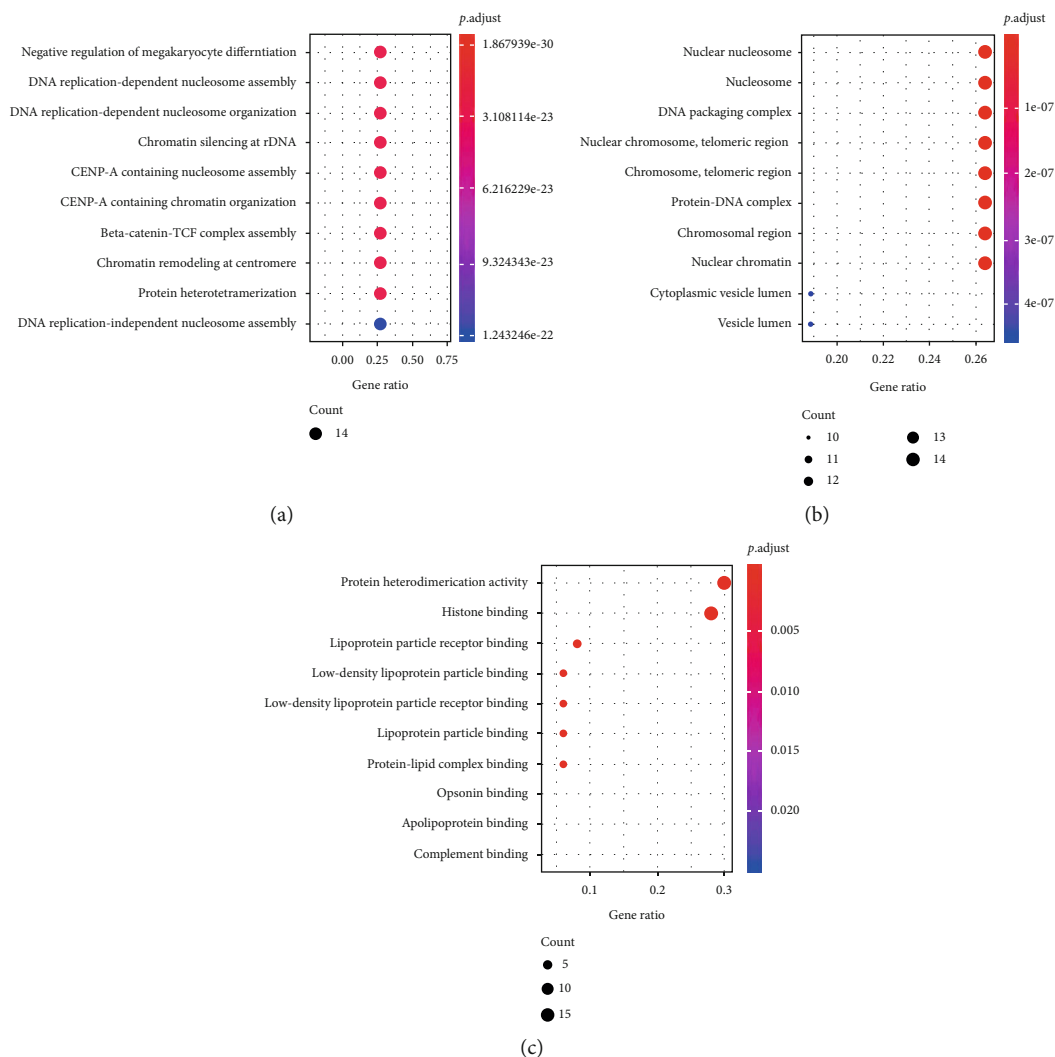 p.adjust
Negative regulation of megakaryocyte differntiation
DNA replication-dependent nucleosome assembly
DNA replication-dependent nucleosome organization
Chromatin silencing at rDNA
CENP-A containing nucleosome assembly
CENP-A containing chromatin organization
Beta-catenin-TCF complex assembly
Chromatin remodeling at centromere
Protein heterotetramerization
DNA replication-independent nucleosome assembly
1.867939e-30
3.108114e-23
6.216229e-23
9.324343e-23
1.243246e-22
0.00 0.25 0.50 0.75
Gene ratio
Count
14
(a)
p.adjust
Nuclear nucleosome
Nucleosome
DNA packaging complex
Nuclear chromosome, telomeric region
Chromosome, telomeric region
Protein-DNA complex
Chromosomal region
Nuclear chromatin
Cytoplasmic vesicle lumen
Vesicle lumen
1e-07
2e-07
3e-07
4e-07
0.20 0.22 0.24 0.26
Gene ratio
Count
10
11
12
13
14
(b)
p.adjust
Protein heterodimerication activity
Histone binding
Lipoprotein particle receptor binding
Low-density lipoprotein particle binding
Low-density lipoprotein particle receptor binding
Lipoprotein particle binding
Protein-lipid complex binding
Opsonin binding
Apolipoprotein binding
Complement binding
0.005
0.010
0.015
0.020
0.1 0.2 0.3
Gene ratio
Count
5
10
15
(c)